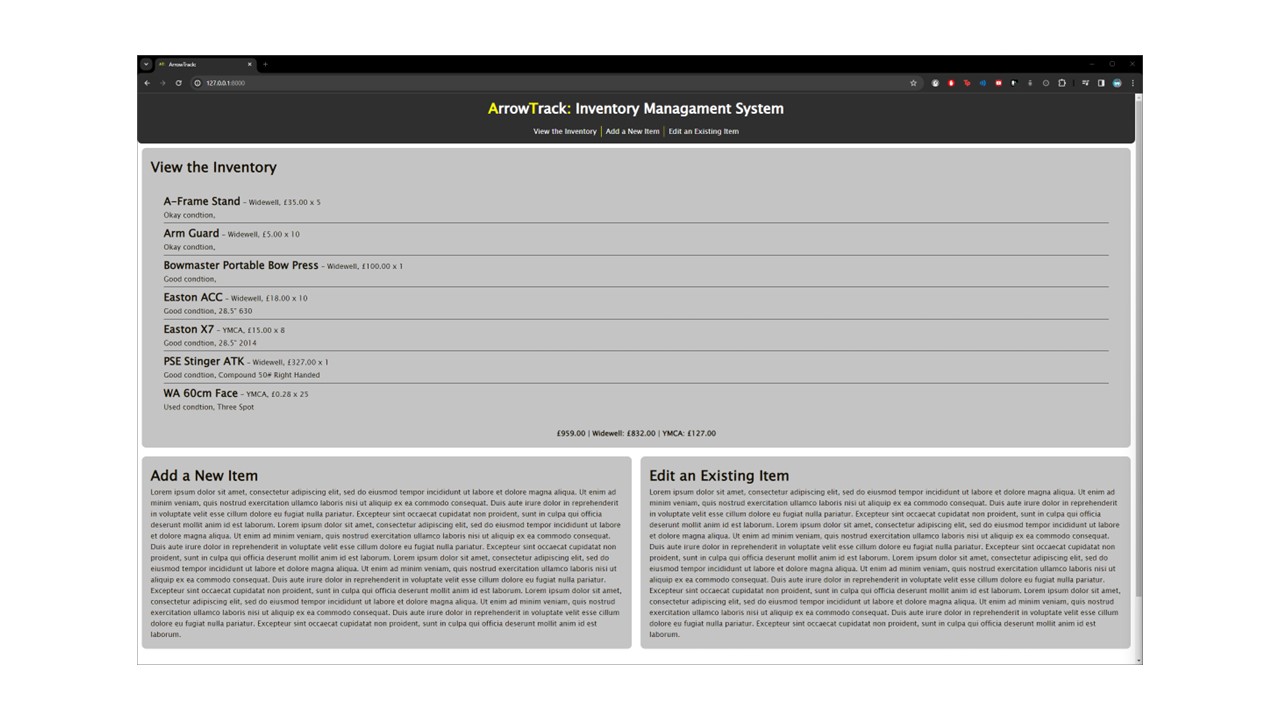 ArrowTrack
127.0.0.1:8000
ArrowTrack: Inventory Managament System
View the Inventory | Add a New Item | Edit an Existing Item
View the Inventory
A-Frame Stand - Widewell, £35.00 x 5
Okay condtion,
Arm Guard - Widewell, £5.00 x 10
Okay condtion,
Bowmaster Portable Bow Press - Widewell, £100.00 x 1
Good condtion,
Easton ACC - Widewell, £18.00 x 10
Good condtion, 28.5" 630
Easton X7 - YMCA, £15.00 x 8
Good condtion, 28.5" 2014
PSE Stinger ATK - Widewell, £327.00 x 1
Good condtion, Compound 50# Right Handed
WA 60cm Face - YMCA, £0.28 x 25
Used condtion, Three Spot
£959.00 | Widewell: £832.00 | YMCA: £127.00
Add a New Item
Lorem ipsum dolor sit amet, consectetur adipiscing elit, sed do eiusmod tempor incididunt ut labore et dolore magna aliqua. Ut enim ad
minim veniam, quis nostrud exercitation ullamco laboris nisi ut aliquip ex ea commodo consequat. Duis aute irure dolor in reprehenderit
in voluptate velit esse cillum dolore eu fugiat nulla pariatur. Excepteur sint occaecat cupidatat non proident, sunt in culpa qui officia
deserunt mollit anim id est laborum. Lorem ipsum dolor sit amet, consectetur adipiscing elit, sed do eiusmod tempor incididunt ut labore
et dolore magna aliqua. Ut enim ad minim veniam, quis nostrud exercitation ullamco laboris nisi ut aliquip ex ea commodo consequat.
Duis aute irure dolor in reprehenderit in voluptate velit esse cillum dolore eu fugiat nulla pariatur. Excepteur sint occaecat cupidatat non
proident, sunt in culpa qui officia deserunt mollit anim id est laborum. Lorem ipsum dolor sit amet, consectetur adipiscing elit, sed do
eiusmod tempor incididunt ut labore et dolore magna aliqua. Ut enim ad minim veniam, quis nostrud exercitation ullamco laboris nisi ut
aliquip ex ea commodo consequat. Duis aute irure dolor in reprehenderit in voluptate velit esse cillum dolore eu fugiat nulla pariatur.
Excepteur sint occaecat cupidatat non proident, sunt in culpa qui officia deserunt mollit anim id est laborum. Lorem ipsum dolor sit amet,
consectetur adipiscing elit, sed do eiusmod tempor incididunt ut labore et dolore magna aliqua. Ut enim ad minim veniam, quis nostrud
exercitation ullamco laboris nisi ut aliquip ex ea commodo consequat. Duis aute irure dolor in reprehenderit in voluptate velit esse cillum
dolore eu fugiat nulla pariatur. Excepteur sint occaecat cupidatat non proident, sunt in culpa qui officia deserunt mollit anim id est
laborum.
Edit an Existing Item
Lorem ipsum dolor sit amet, consectetur adipiscing elit, sed do eiusmod tempor incididunt ut labore et dolore magna aliqua. Ut enim ad
minim veniam, quis nostrud exercitation ullamco laboris nisi ut aliquip ex ea commodo consequat. Duis aute irure dolor in reprehenderit
in voluptate velit esse cillum dolore eu fugiat nulla pariatur. Excepteur sint occaecat cupidatat non proident, sunt in culpa qui officia
deserunt mollit anim id est laborum. Lorem ipsum dolor sit amet, consectetur adipiscing elit, sed do eiusmod tempor incididunt ut labore
et dolore magna aliqua. Ut enim ad minim veniam, quis nostrud exercitation ullamco laboris nisi ut aliquip ex ea commodo consequat.
Duis aute irure dolor in reprehenderit in voluptate velit esse cillum dolore eu fugiat nulla pariatur. Excepteur sint occaecat cupidatat non
proident, sunt in culpa qui officia deserunt mollit anim id est laborum. Lorem ipsum dolor sit amet, consectetur adipiscing elit, sed do
eiusmod tempor incididunt ut labore et dolore magna aliqua. Ut enim ad minim veniam, quis nostrud exercitation ullamco laboris nisi ut
aliquip ex ea commodo consequat. Duis aute irure dolor in reprehenderit in voluptate velit esse cillum dolore eu fugiat nulla pariatur.
Excepteur sint occaecat cupidatat non proident, sunt in culpa qui officia deserunt mollit anim id est laborum. Lorem ipsum dolor sit amet,
consectetur adipiscing elit, sed do eiusmod tempor incididunt ut labore et dolore magna aliqua. Ut enim ad minim veniam, quis nostrud
exercitation ullamco laboris nisi ut aliquip ex ea commodo consequat. Duis aute irure dolor in reprehenderit in voluptate velit esse cillum
dolore eu fugiat nulla pariatur. Excepteur sint occaecat cupidatat non proident, sunt in culpa qui officia deserunt mollit anim id est
laborum.